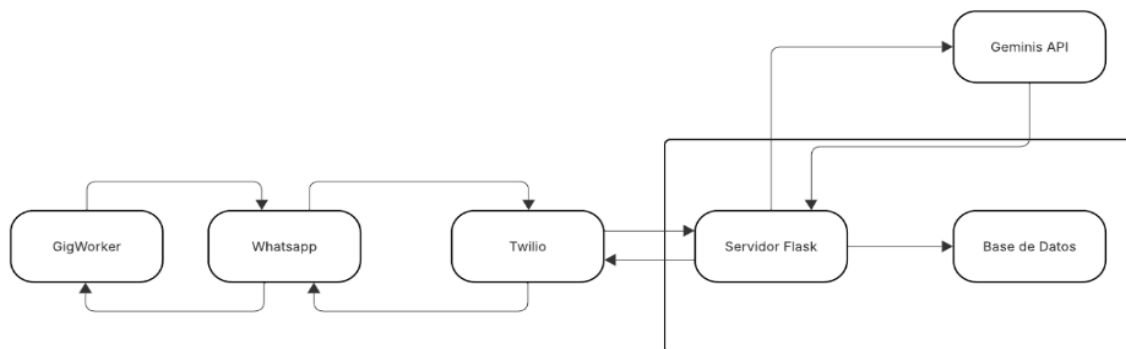 Geminis API
GigWorker
Whatsapp
Twilio
Servidor Flask
Base de Datos